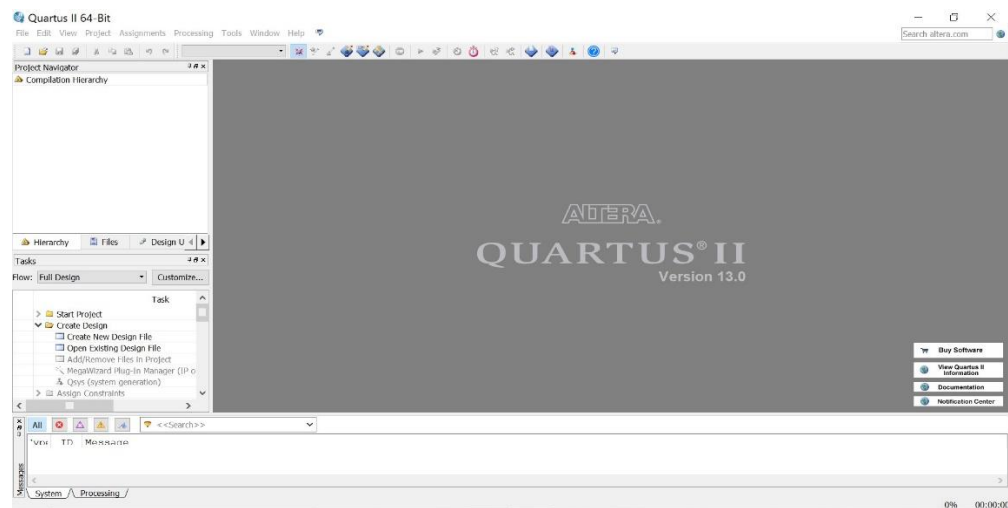 Quartus II 64-Bit
File Edit View Project Assignments Processing Tools Window Help
Search altera.com
Project Navigator
Compilation Hierarchy
Hierarchy Files Design U
Tasks
Flow: Full Design Customize...
Task
Start Project
Create Design
Create New Design File
Open Existing Design File
Add/Remove Files in Project
MegaWizard Plug-In Manager (IP o
Qsys (system generation)
Assign Constraints
ALTERA.
QUARTUS® II
Version 13.0
Buy Software
View Quartus II
Information
Documentation
Notification Center
All <<Search>>
ID Message
Messages
System Processing
0% 00:00:00